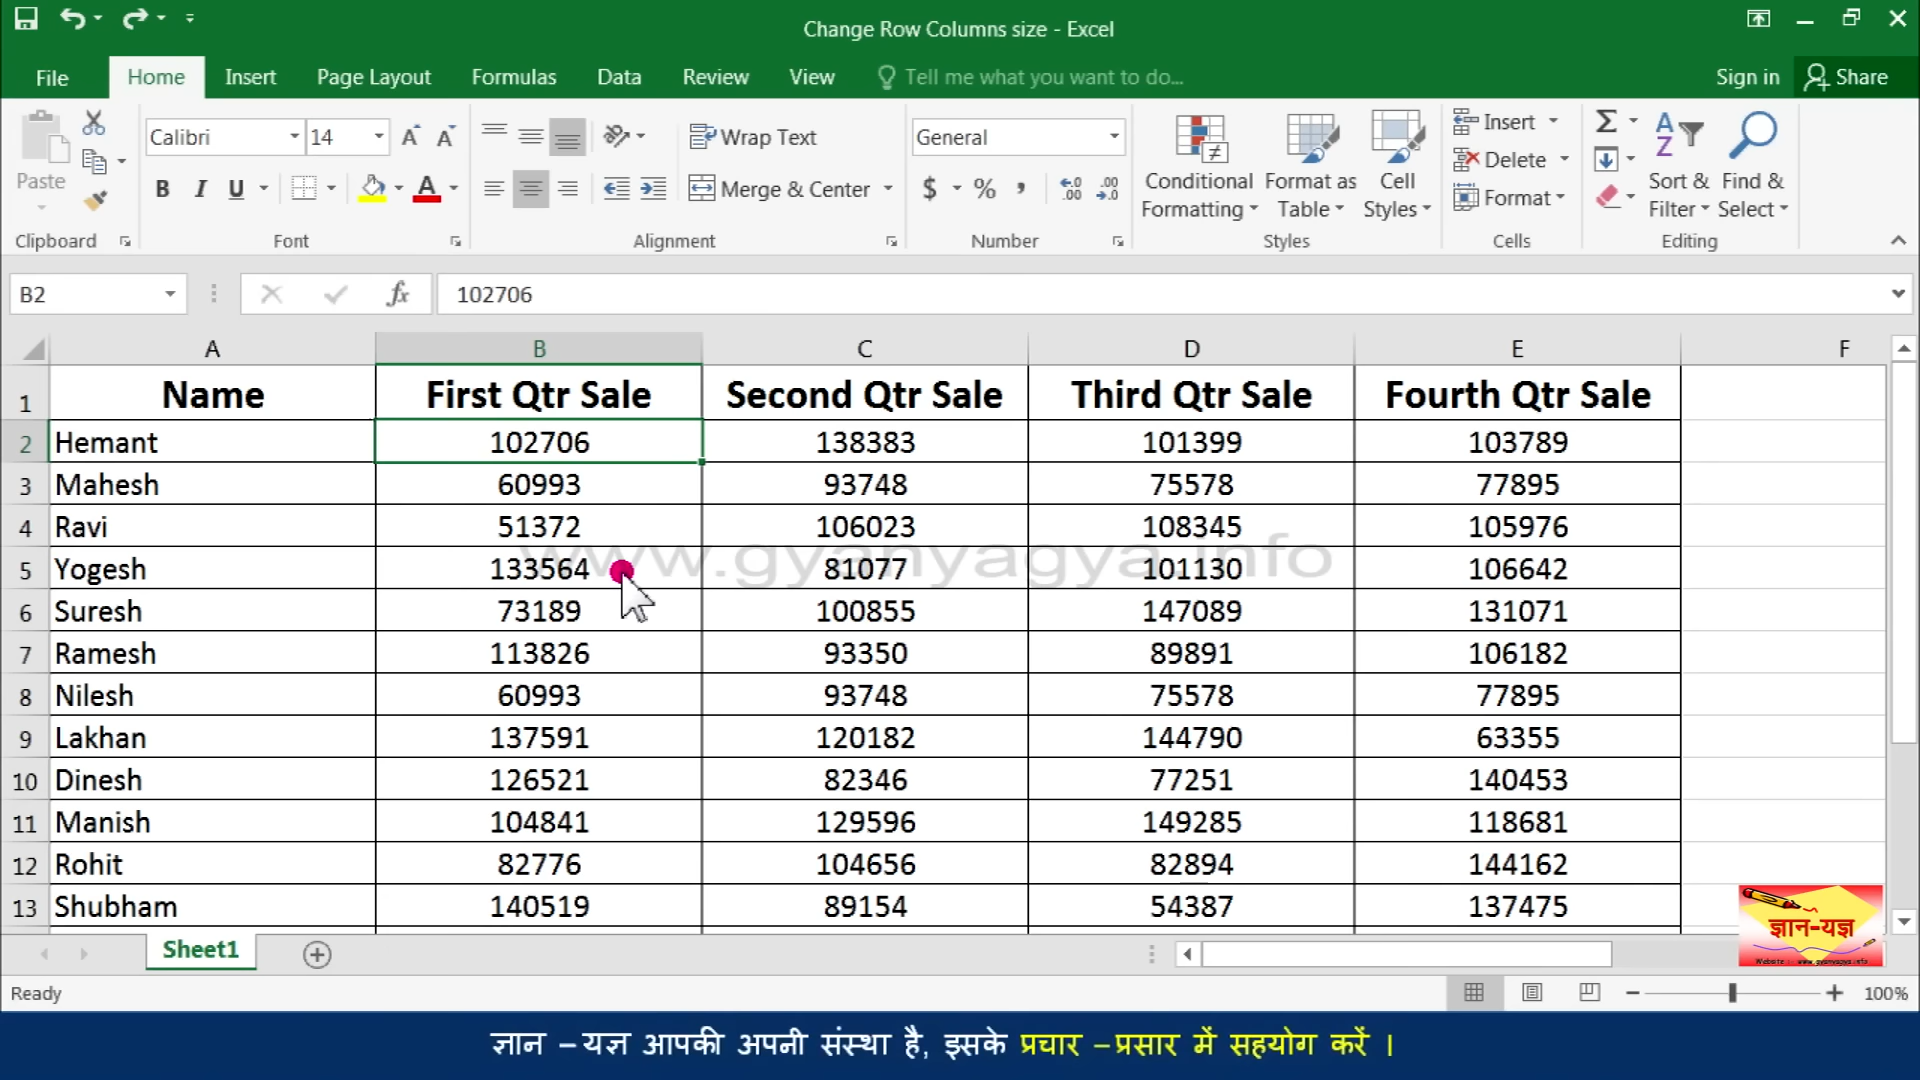 Change Row Columns size - Excel
File Home Insert Page Layout Formulas Data Review View Tell me what you want to do... Sign in Share
Paste
Clipboard
Calibri 14
B I U
Font
Wrap Text
Merge & Center
Alignment
General
$ % ,
Number
Conditional Formatting
Format as Table
Cell Styles
Styles
Insert
Delete
Format
Cells
Sort & Filter
Find & Select
Editing
B2 fx 102706
A B C D E F
1 Name First Qtr Sale Second Qtr Sale Third Qtr Sale Fourth Qtr Sale
2 Hemant 102706 138383 101399 103789
3 Mahesh 60993 93748 75578 77895
4 Ravi 51372 106023 108345 105976
www.gyanyagya.info
5 Yogesh 133564 81077 101130 106642
6 Suresh 73189 100855 147089 131071
7 Ramesh 113826 93350 89891 106182
8 Nilesh 60993 93748 75578 77895
9 Lakhan 137591 120182 144790 63355
10 Dinesh 126521 82346 77251 140453
11 Manish 104841 129596 149285 118681
12 Rohit 82776 104656 82894 144162
13 Shubham 140519 89154 54387 137475
ज्ञान-यज्ञ
Website :- www.gyanyagya.info
Sheet1
Ready 100%
ज्ञान – यज्ञ आपकी अपनी संस्था है, इसके प्रचार – प्रसार में सहयोग करें ।